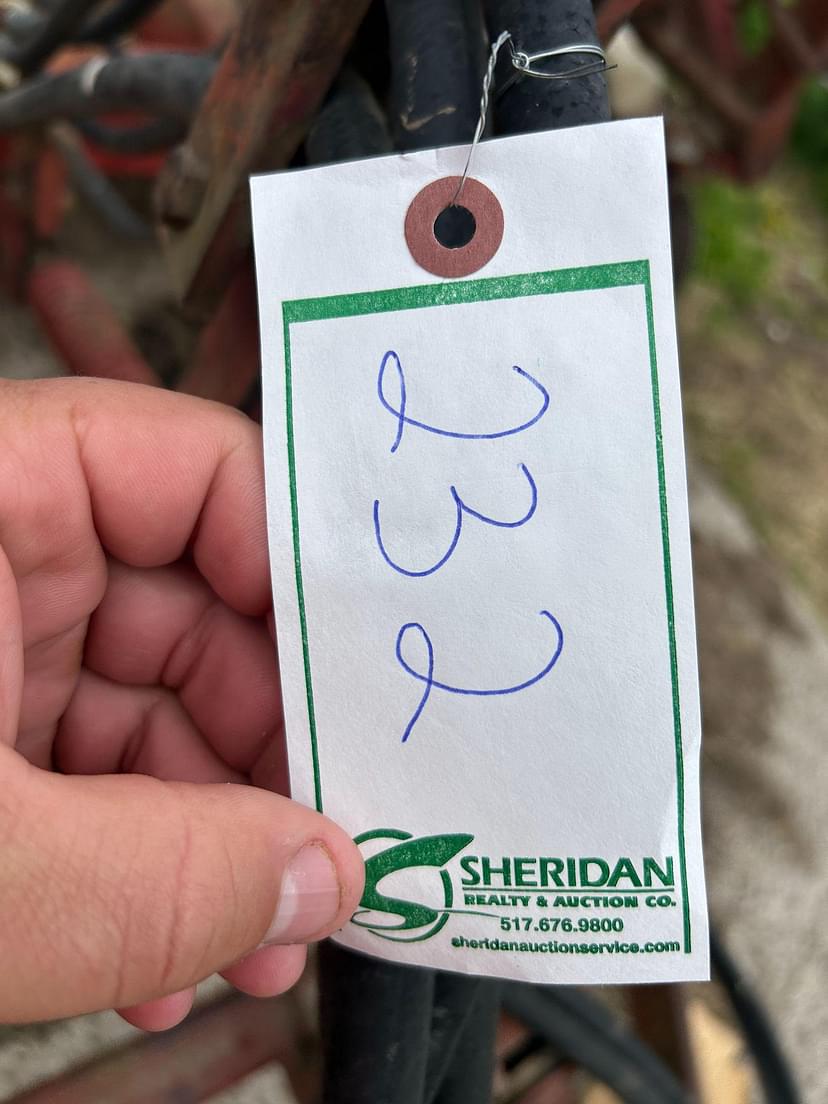 232
SHERIDAN
REALTY & AUCTION CO.
517.676.9800
sheridanauctionservice.com